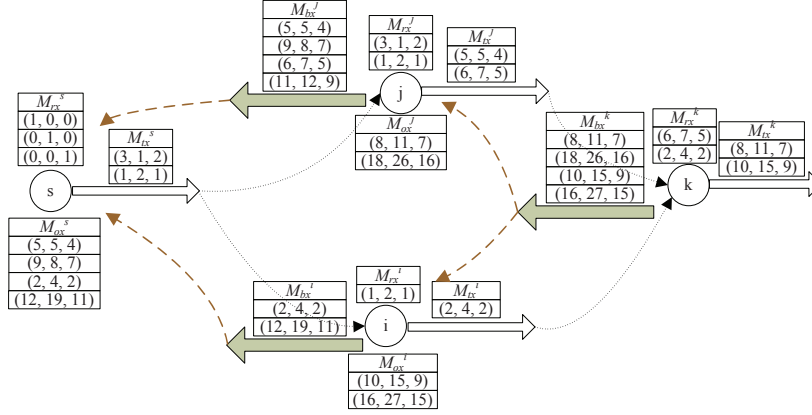 M_bx^j
(5, 5, 4)
(9, 8, 7)
(6, 7, 5)
(11, 12, 9)
M_rx^j
(3, 1, 2)
(1, 2, 1)
j
M_ox^j
(8, 11, 7)
(18, 26, 16)
M_tx^j
(5, 5, 4)
(6, 7, 5)
M_rx^s
(1, 0, 0)
(0, 1, 0)
(0, 0, 1)
s
M_tx^s
(3, 1, 2)
(1, 2, 1)
M_ox^s
(5, 5, 4)
(9, 8, 7)
(2, 4, 2)
(12, 19, 11)
M_bx^k
(8, 11, 7)
(18, 26, 16)
(10, 15, 9)
(16, 27, 15)
M_rx^k
(6, 7, 5)
(2, 4, 2)
k
M_tx^k
(8, 11, 7)
(10, 15, 9)
M_bx^i
(2, 4, 2)
(12, 19, 11)
M_rx^i
(1, 2, 1)
i
M_tx^i
(2, 4, 2)
M_ox^i
(10, 15, 9)
(16, 27, 15)